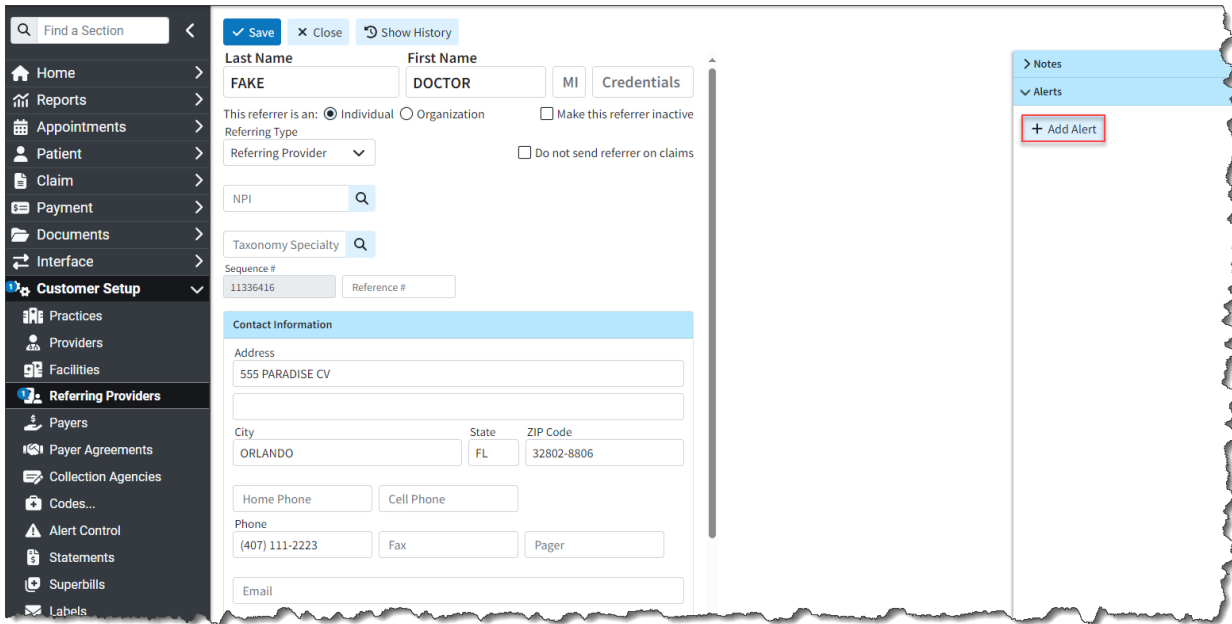 Find a Section
Home
Reports
Appointments
Patient
Claim
Payment
Documents
Interface
1
Customer Setup
Practices
Providers
Facilities
1
Referring Providers
Payers
Payer Agreements
Collection Agencies
Codes...
Alert Control
Statements
Superbills
Labels
Save
Close
Show History
Last Name First Name
FAKE DOCTOR MI Credentials
This referrer is an: Individual Organization Make this referrer inactive
Referring Type
Referring Provider Do not send referrer on claims
NPI
Taxonomy Specialty
Sequence #
11336416 Reference #
Contact Information
Address
555 PARADISE CV
City State ZIP Code
ORLANDO FL 32802-8806
Home Phone Cell Phone
Phone
(407) 111-2223 Fax Pager
Email
Notes
Alerts
+ Add Alert